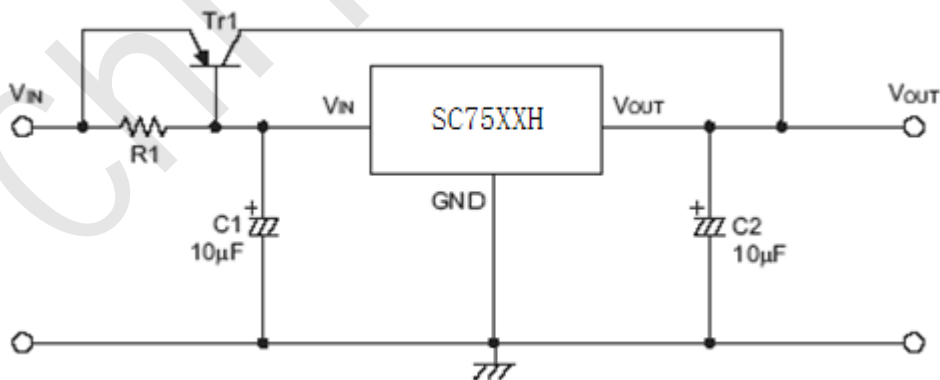 Tr1
VIN
R1
VIN
SC75XXH
VOUT
VOUT
GND
+
C1
10μF
+
C2
10μF